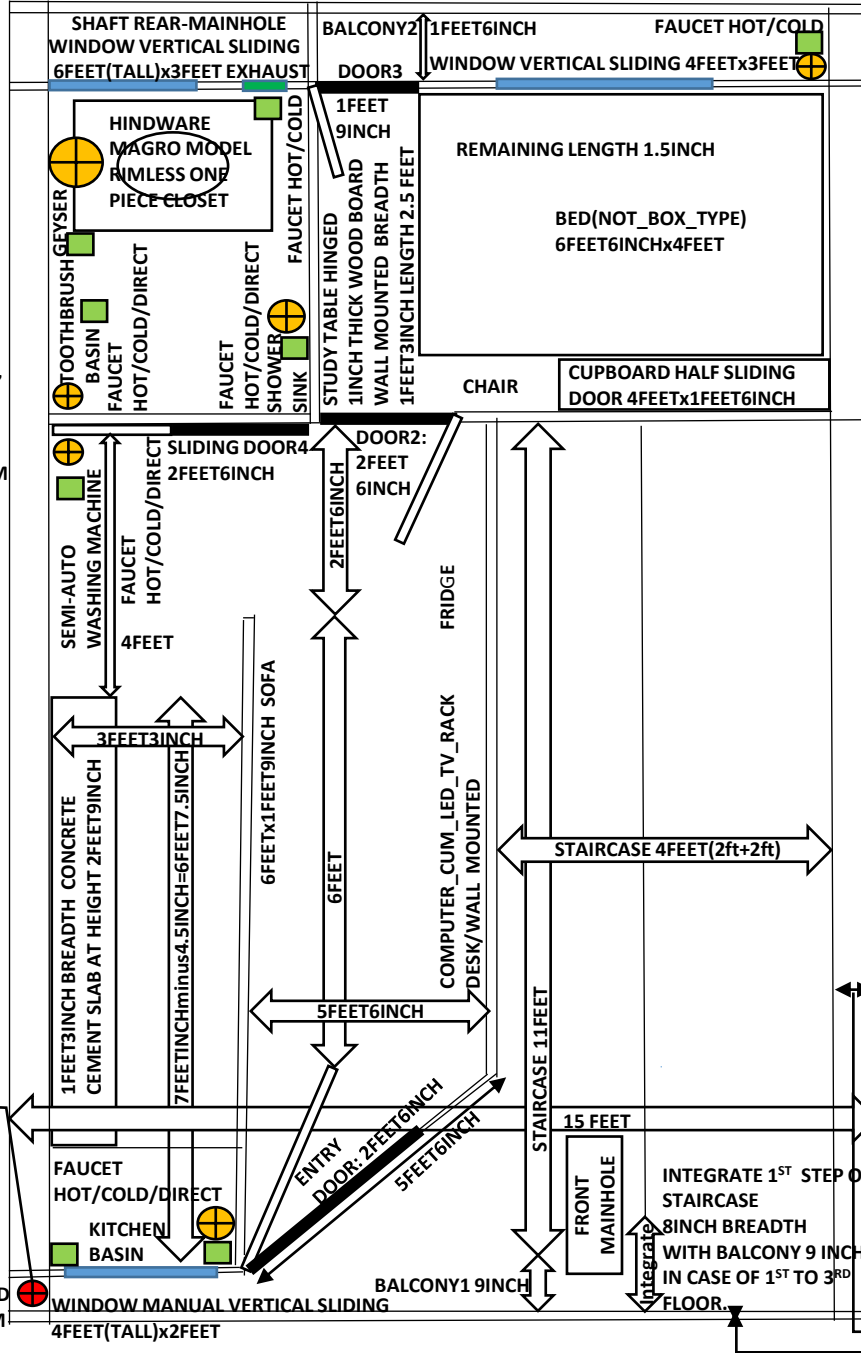 SHAFT REAR-MAINHOLE
WINDOW VERTICAL SLIDING
6FEET(TALL)x3FEET EXHAUST
BALCONY2
1FEET6INCH
FAUCET HOT/COLD
DOOR3
WINDOW VERTICAL SLIDING 4FEETx3FEET
1FEET
9INCH
HINDWARE
MAGRO MODEL
RIMLESS ONE
PIECE CLOSET
FAUCET HOT/COLD
REMAINING LENGTH 1.5INCH
BED(NOT_BOX_TYPE)
6FEET6INCHx4FEET
GEYSER
TOOTHBRUSH
BASIN
FAUCET
HOT/COLD/DIRECT
FAUCET
HOT/COLD/DIRECT
SHOWER
SINK
STUDY TABLE HINGED
1INCH THICK WOOD BOARD
WALL MOUNTED BREADTH
1FEET3INCH LENGTH 2.5 FEET
CHAIR
CUPBOARD HALF SLIDING
DOOR 4FEETx1FEET6INCH
SLIDING DOOR4
2FEET6INCH
DOOR2:
2FEET
6INCH
M
SEMI-AUTO
WASHING MACHINE
FAUCET
HOT/COLD/DIRECT
4FEET
2FEET6INCH
FRIDGE
3FEET3INCH
1FEET3INCH BREADTH CONCRETE
CEMENT SLAB AT HEIGHT 2FEET9INCH
7FEETINCHminus4.5INCH=6FEET7.5INCH
6FEETx1FEET9INCH SOFA
6FEET
COMPUTER_CUM_LED_TV_RACK
DESK/WALL MOUNTED
STAIRCASE 4FEET(2ft+2ft)
5FEET6INCH
STAIRCASE 11FEET
15 FEET
ENTRY
DOOR: 2FEET6INCH
5FEET6INCH
FAUCET
HOT/COLD/DIRECT
KITCHEN
BASIN
FRONT
MAINHOLE
Integrate
INTEGRATE 1ST STEP O
STAIRCASE
8INCH BREADTH
WITH BALCONY 9 INCH
IN CASE OF 1ST TO 3RD
FLOOR.
BALCONY1 9INCH
D
M
WINDOW MANUAL VERTICAL SLIDING
4FEET(TALL)x2FEET